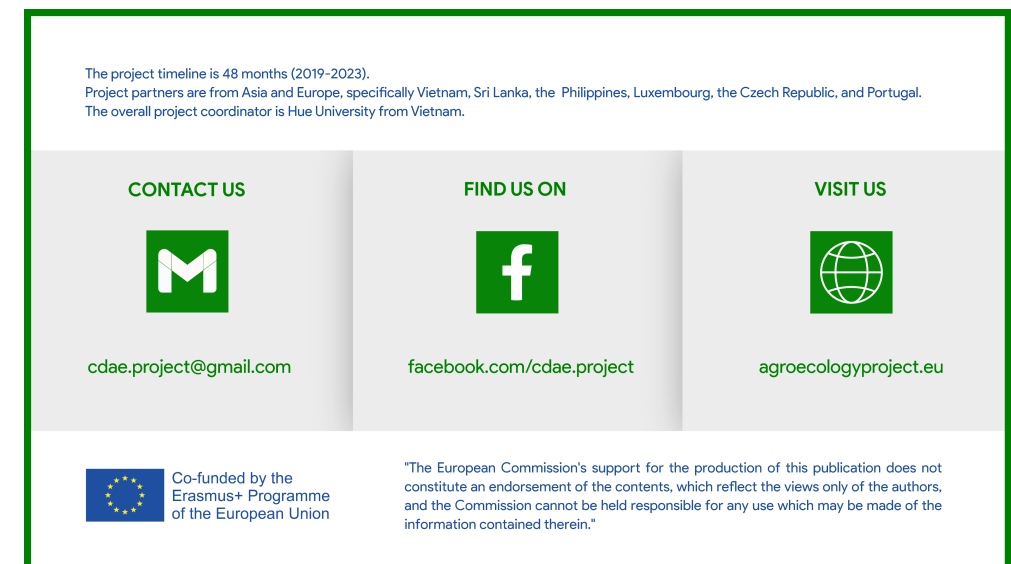 The project timeline is 48 months (2019-2023).
Project partners are from Asia and Europe, specifically Vietnam, Sri Lanka, the  Philippines, Luxembourg, the Czech Republic, and Portugal.
The overall project coordinator is Hue University from Vietnam.
CONTACT US
FIND US ON
VISIT US
cdae.project@gmail.com
facebook.com/cdae.project
agroecologyproject.eu
Co-funded by the
Erasmus+ Programme
of the European Union
"The European Commission's support for the production of this publication does not
constitute an endorsement of the contents, which reflect the views only of the authors,
and the Commission cannot be held responsible for any use which may be made of the
information contained therein."